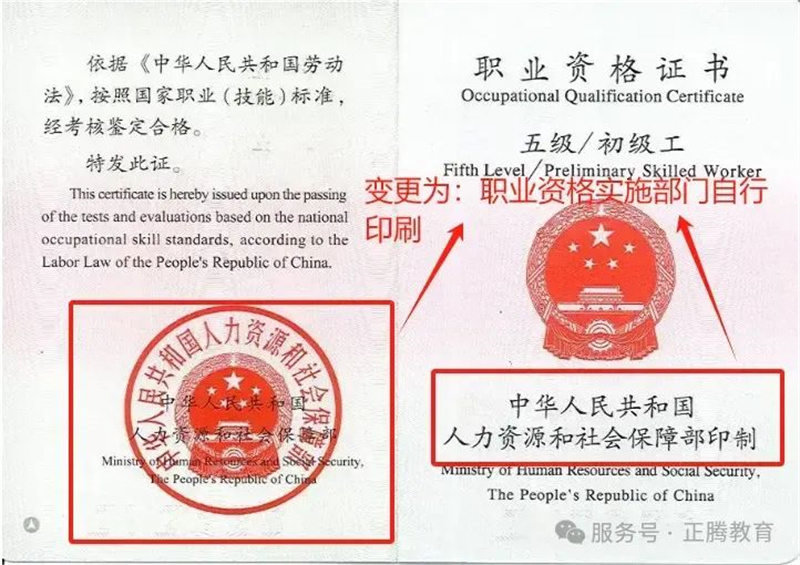 依据《中华人民共和国劳动
法》，按照国家职业（技能）标准，
经考核鉴定合格。
特发此证。
This certificate is hereby issued upon the passing
of the tests and evaluations based on the national
occupational skill standards, according to the
Labor Law of the People's Republic of China.
中华人民共和国人力资源和社会保障部
中华人民共和国
人力资源和社会保障部
Ministry of Human Resources and Social Security,
The People's Republic of China
职业资格证书
Occupational Qualification Certificate
五级/初级工
Fifth Level/Preliminary Skilled Worker
变更为：职业资格实施部门自行
印刷
中华人民共和国
人力资源和社会保障部印制
Ministry of Human Resources and Social Security,
The People's Republic of China
服务号·正腾教育